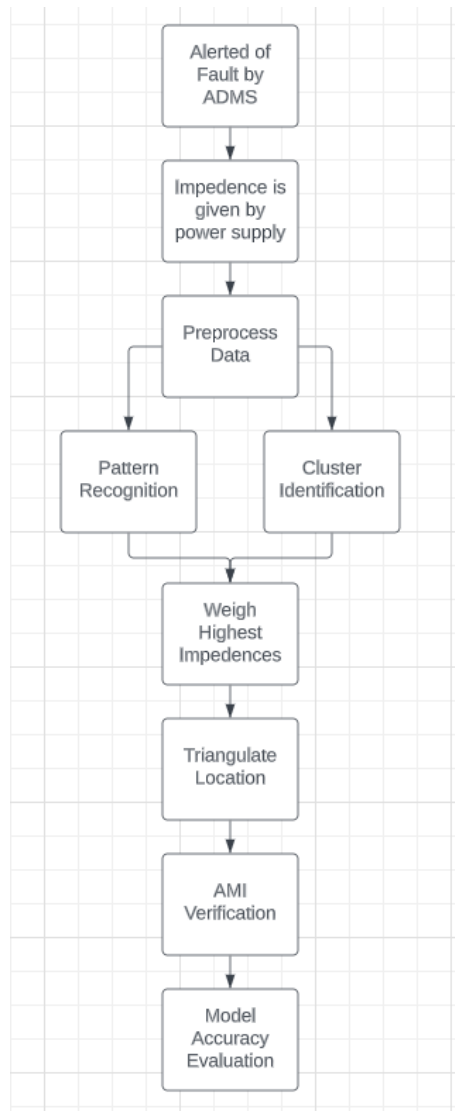 Alerted of
Fault by
ADMS
Impedence is
given by
power supply
Preprocess
Data
Pattern
Recognition
Cluster
Identification
Weigh
Highest
Impedences
Triangulate
Location
AMI
Verification
Model
Accuracy
Evaluation